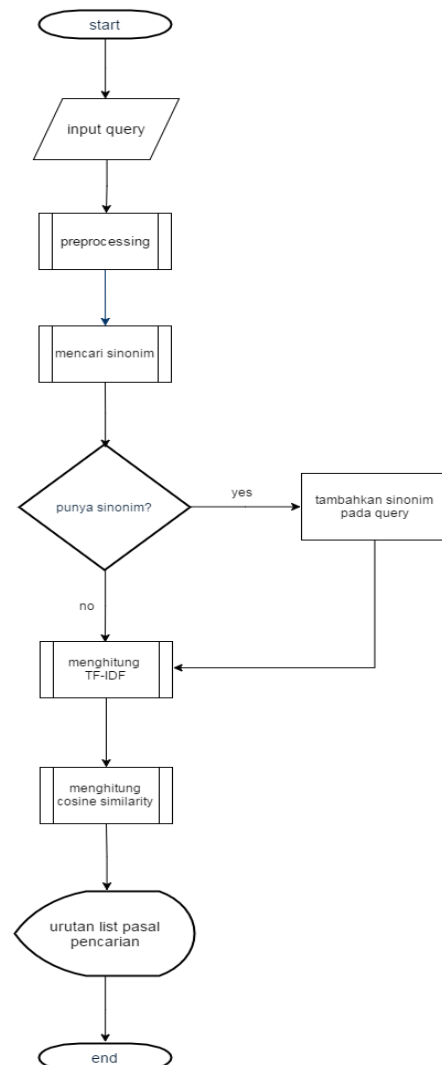 start
input query
preprocessing
mencari sinonim
punya sinonim?
yes
tambahkan sinonim
pada query
no
menghitung
TF-IDF
menghitung
cosine similarity
urutan list pasal
pencarian
end